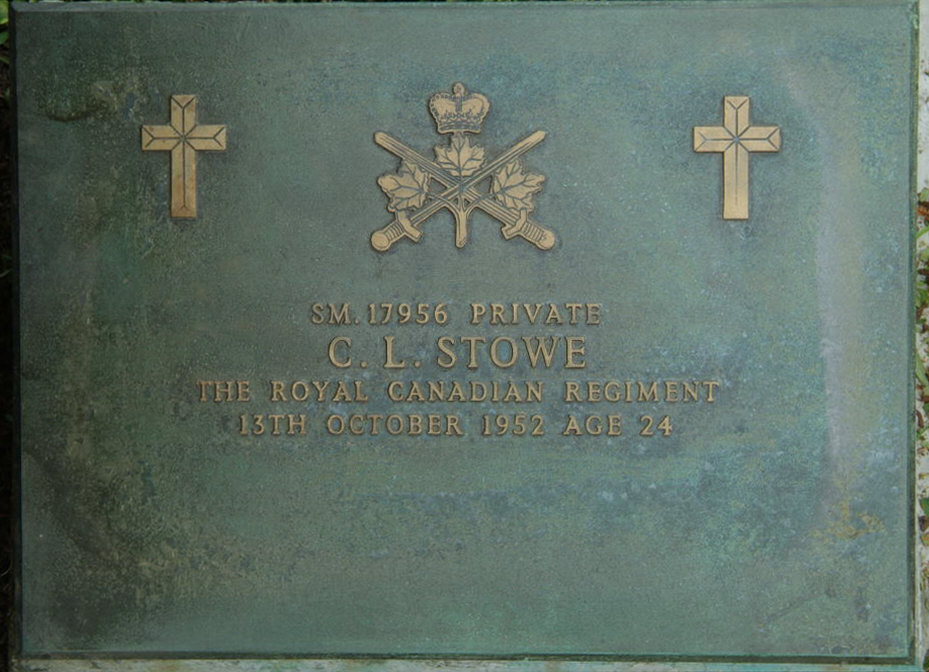 SM. 17956 PRIVATE
C. L. STOWE
THE ROYAL CANADIAN REGIMENT
13TH OCTOBER 1952 AGE 24